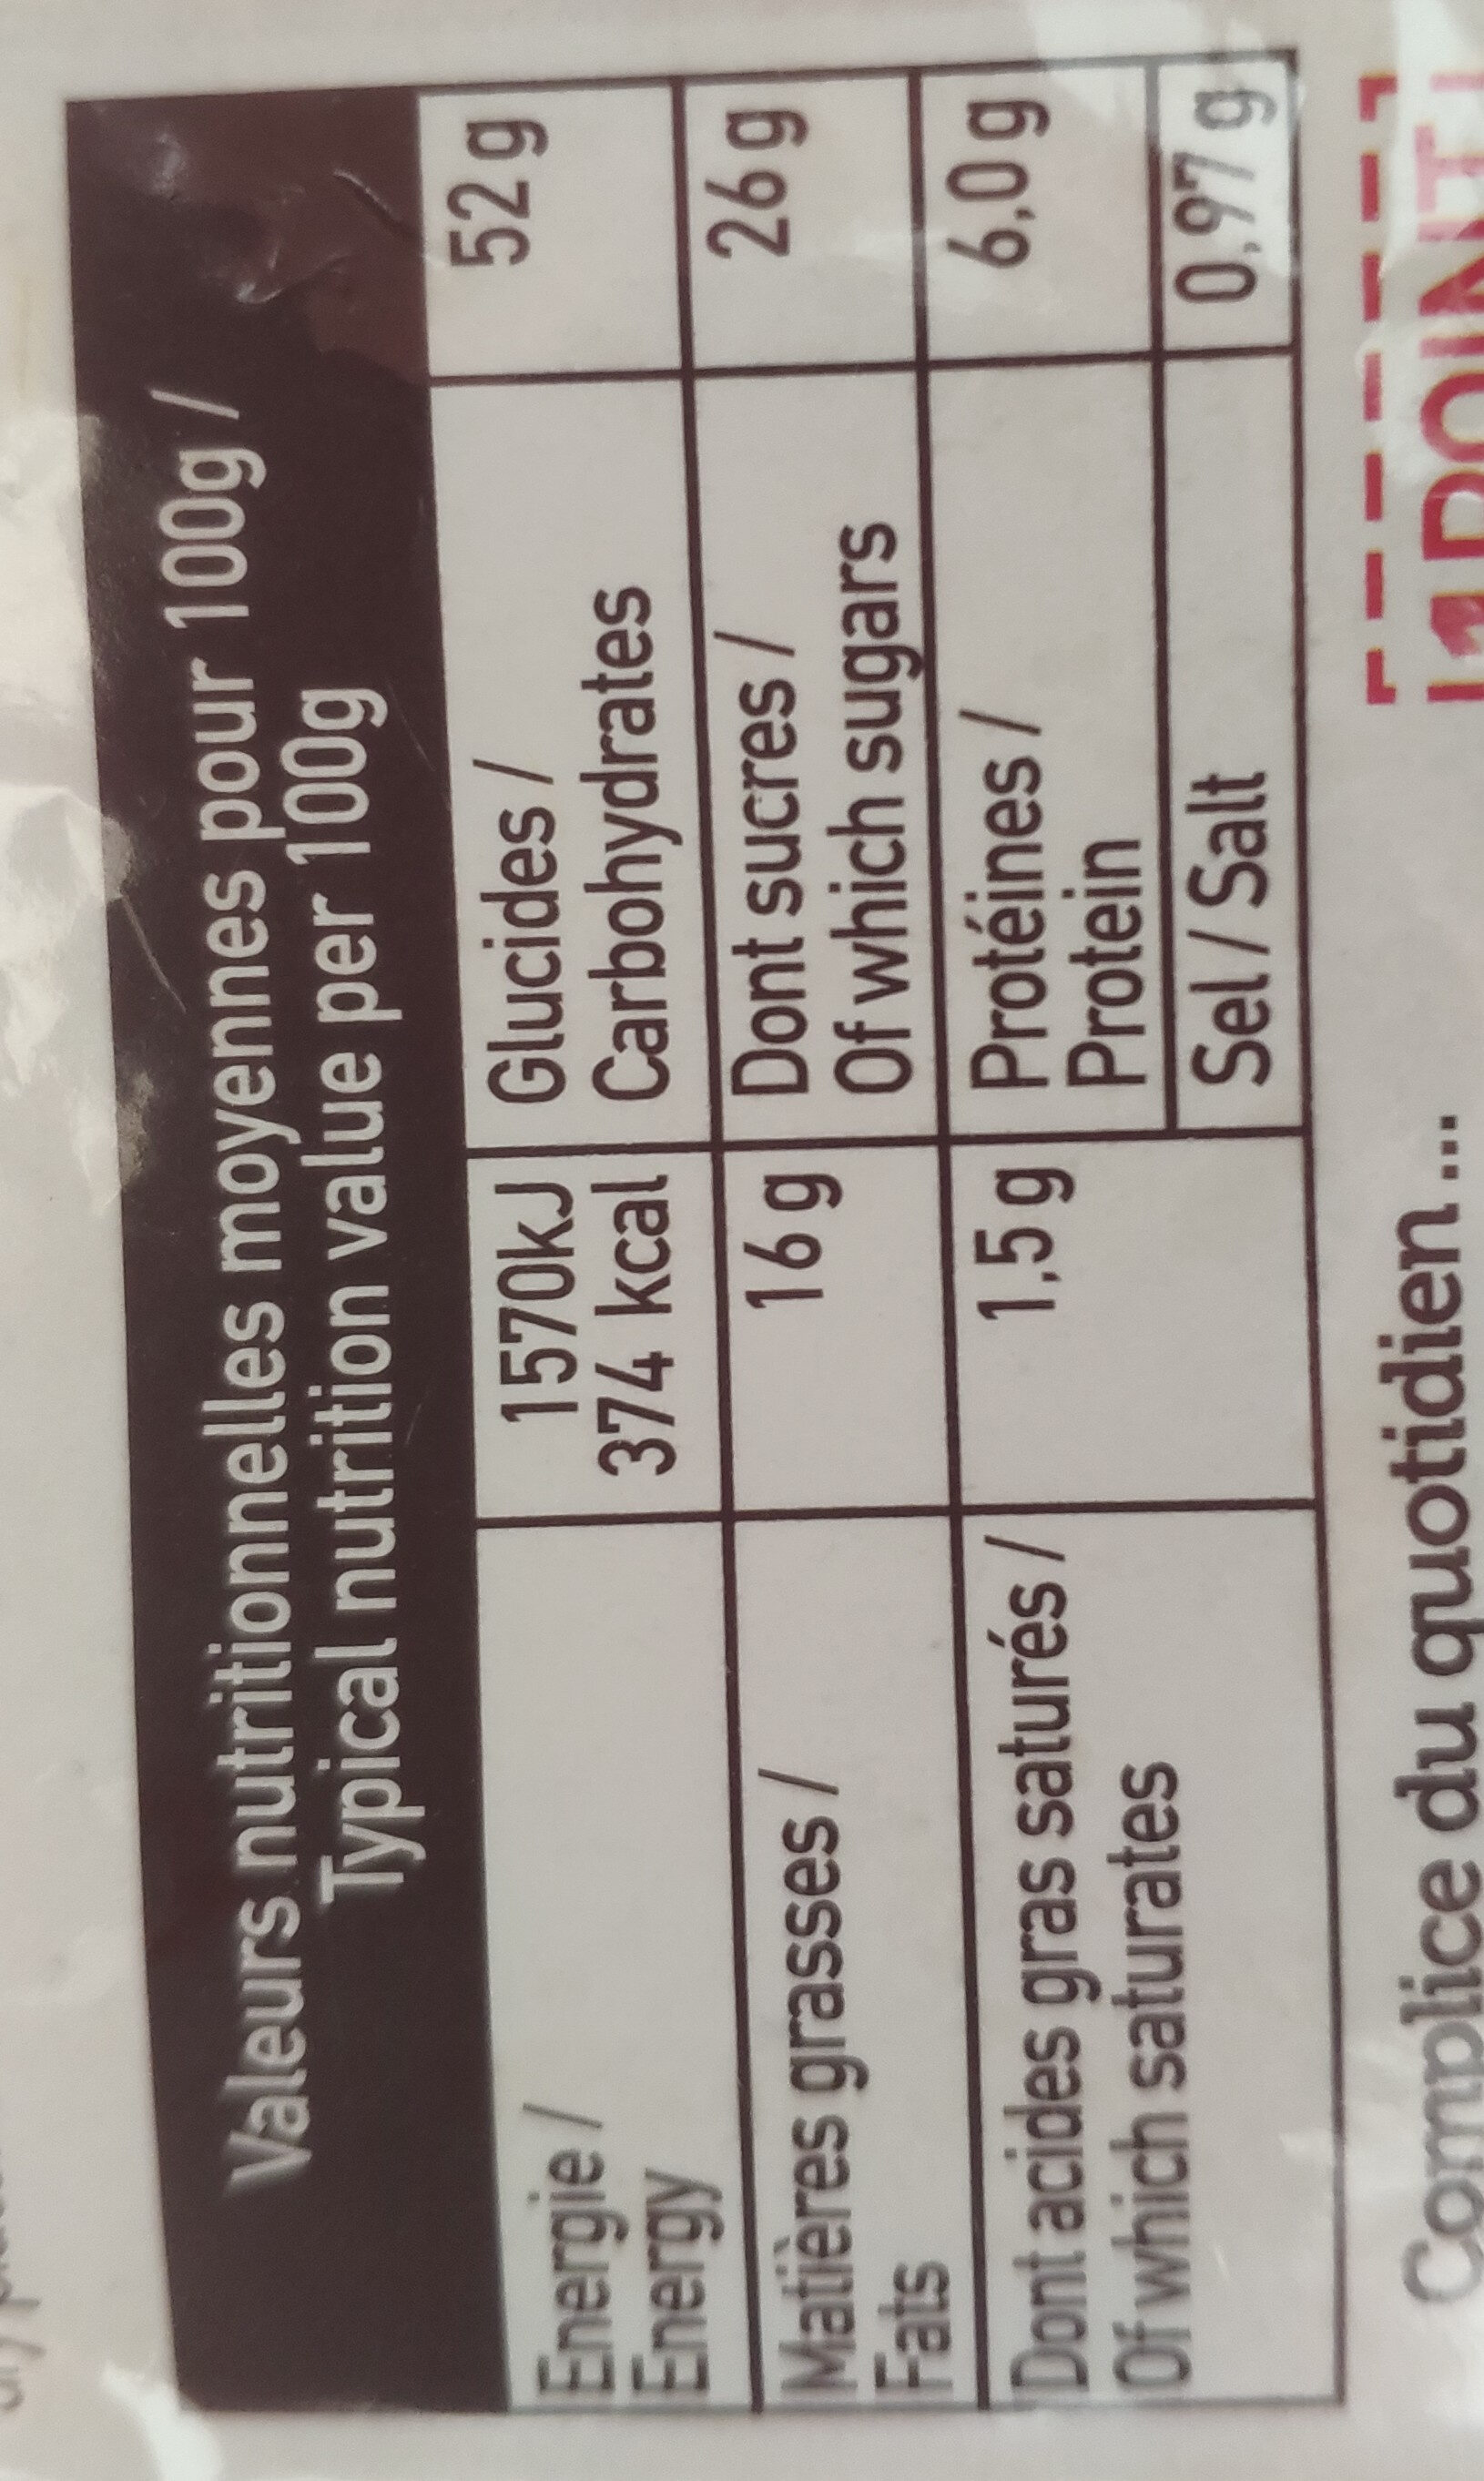 Valeurs nutritionnelles moyennes pour 100g /
Typical nutrition value per 100g
Energie /
Energy
1570kJ
374 kcal
Glucides /
Carbohydrates
52 g
Matières grasses /
Fats
16 g
Dont sucres /
Of which sugars
26 g
Dont acides gras saturés /
Of which saturates
1,5 g
Protéines /
Protein
6,0 g
Sel / Salt
0,97 g
1 POINT
Complice du quotidien...